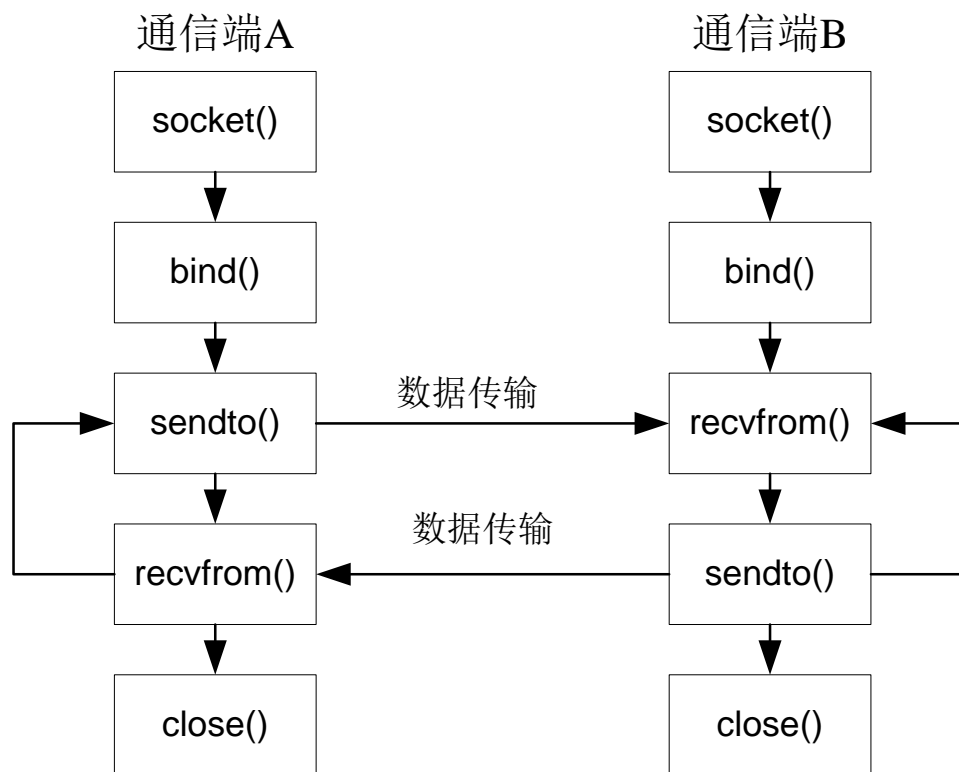 通信端A
通信端B
socket()
socket()
bind()
bind()
sendto()
数据传输
recvfrom()
recvfrom()
数据传输
sendto()
close()
close()